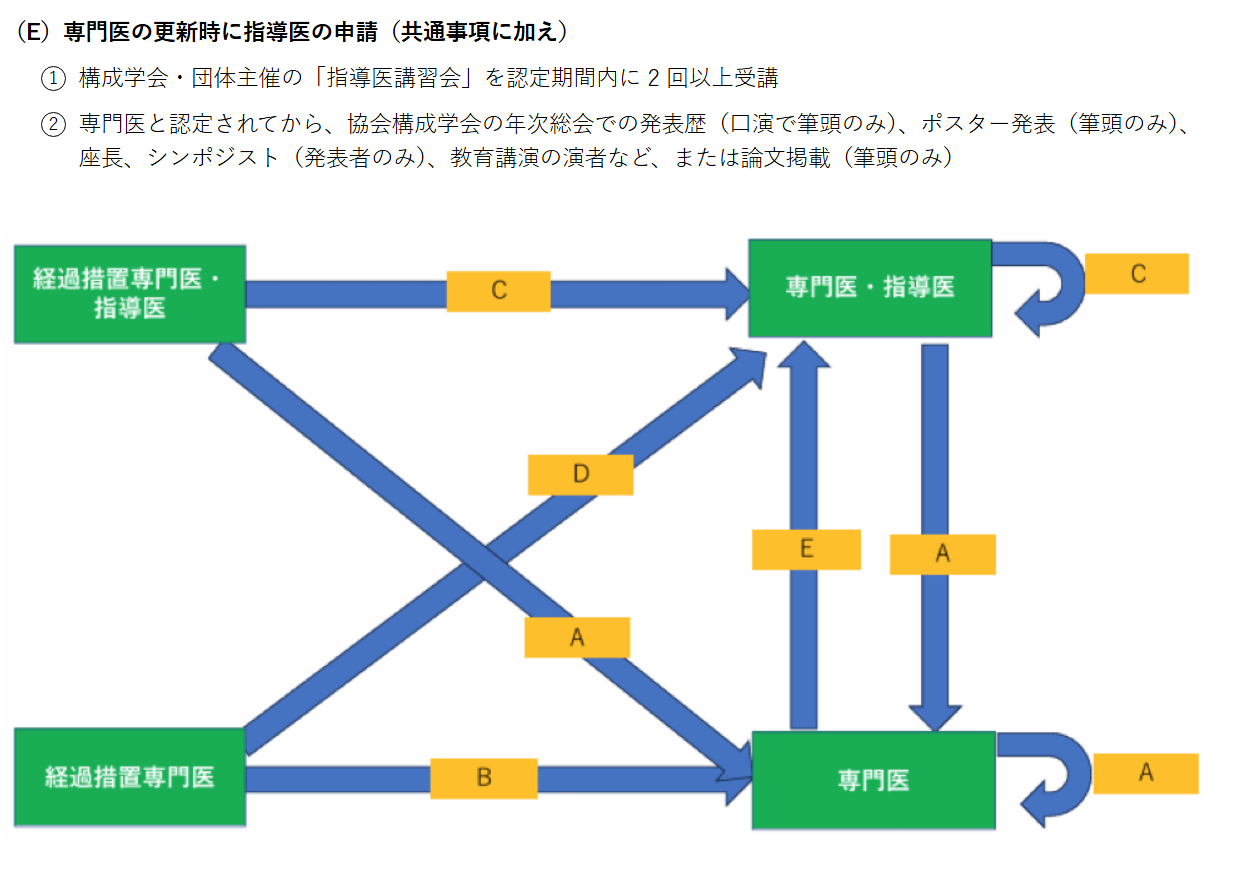 （E）専門医の更新時に指導医の申請（共通事項に加え）
① 構成学会・団体主催の「指導医講習会」を認定期間内に 2 回以上受講
② 専門医と認定されてから、協会構成学会の年次総会での発表歴（口演で筆頭のみ）、ポスター発表（筆頭のみ）、
座長、シンポジスト（発表者のみ）、教育講演の演者など、または論文掲載（筆頭のみ）
経過措置専門医・
指導医
C
専門医・指導医
C
D
E
A
A
経過措置専門医
B
専門医
A